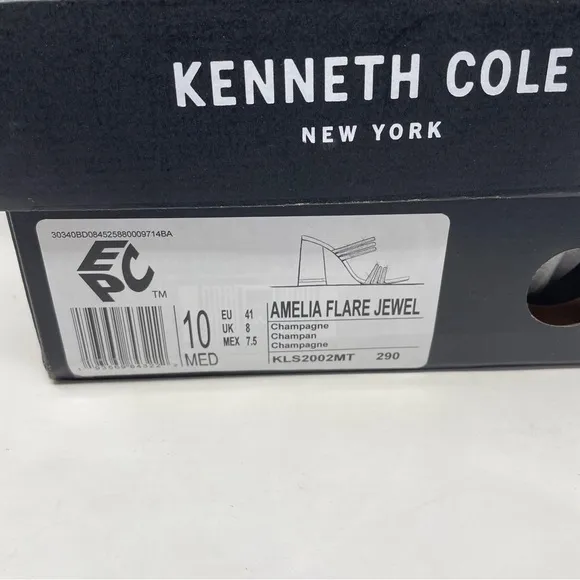 KENNETH COLE
NEW YORK
30340BD084525880009714BA
EPC
TM
10
MED
EU 41
UK 8
MEX 7.5
AMELIA FLARE JEWEL
Champagne
Champan
Champagne
KLS2002MT 290